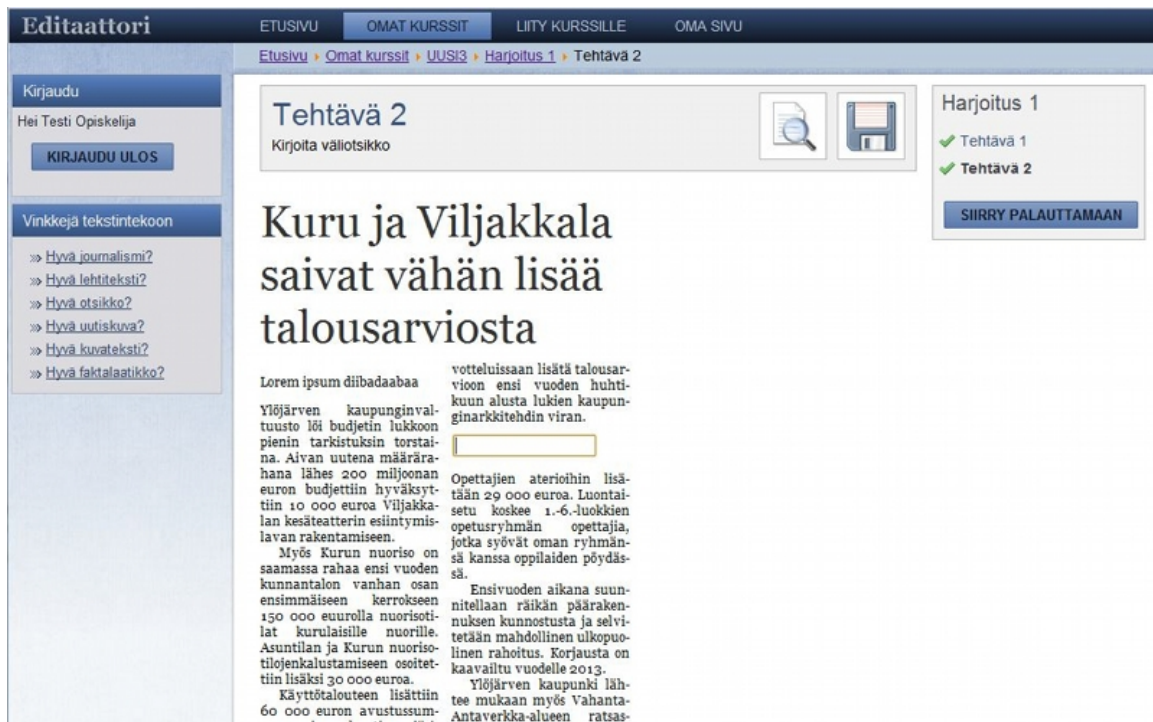 Editaattori
ETUSIVU OMAT KURSSIT LIITY KURSSILLE OMA SIVU
Etusivu › Omat kurssit › UUSI3 › Harjoitus 1 › Tehtävä 2
Kirjaudu
Hei Testi Opiskelija
KIRJAUDU ULOS
Vinkkejä tekstintekoon
Hyvä journalismi?
Hyvä lehtiteksti?
Hyvä otsikko?
Hyvä uutiskuva?
Hyvä kuvateksti?
Hyvä faktalaatikko?
Tehtävä 2
Kirjoita väliotsikko
Harjoitus 1
Tehtävä 1
Tehtävä 2
SIIRRY PALAUTTAMAAN
Kuru ja Viljakkala
saivat vähän lisää
talousarviosta
Lorem ipsum diibadaabaa
Ylöjärven kaupunginval-
tuusto löi budjetin lukkoon
pienin tarkistuksin torstai-
na. Aivan uutena määrära-
hana lähes 200 miljoonan
euron budjettiin hyväksyt-
tiin 10 000 euroa Viljakka-
lan kesäteatterin esiintymis-
lavan rakentamiseen.
Myös Kurun nuoriso on
saamassa rahaa ensi vuoden
kunnantalon vanhan osan
ensimmäiseen kerrokseen
150 000 euurolla nuorisoti-
lat kurulaisille nuorille.
Asuntilan ja Kurun nuoriso-
tilojenkalustamiseen osoitet-
tiin lisäksi 30 000 euroa.
Käyttötalouteen lisättiin
60 000 euron avustussum-
votteluissaan lisätä talousar-
vioon ensi vuoden huhti-
kuun alusta lukien kaupun-
ginarkkitehdin viran.
Opettajien aterioihin lisä-
tään 29 000 euroa. Luontai-
setu koskee 1.-6.-luokkien
opetusryhmän opettajia,
jotka syövät oman ryhmän-
sä kanssa oppilaiden pöydäs-
sä.
Ensivuoden aikana suun-
nitellaan räikän pääraken-
nuksen kunnostusta ja selvi-
tetään mahdollinen ulkopuo-
linen rahoitus. Korjausta on
kaavailtu vuodelle 2013.
Ylöjärven kaupunki läh-
tee mukaan myös Vahanta-
Antaverkka-alueen ratsas-